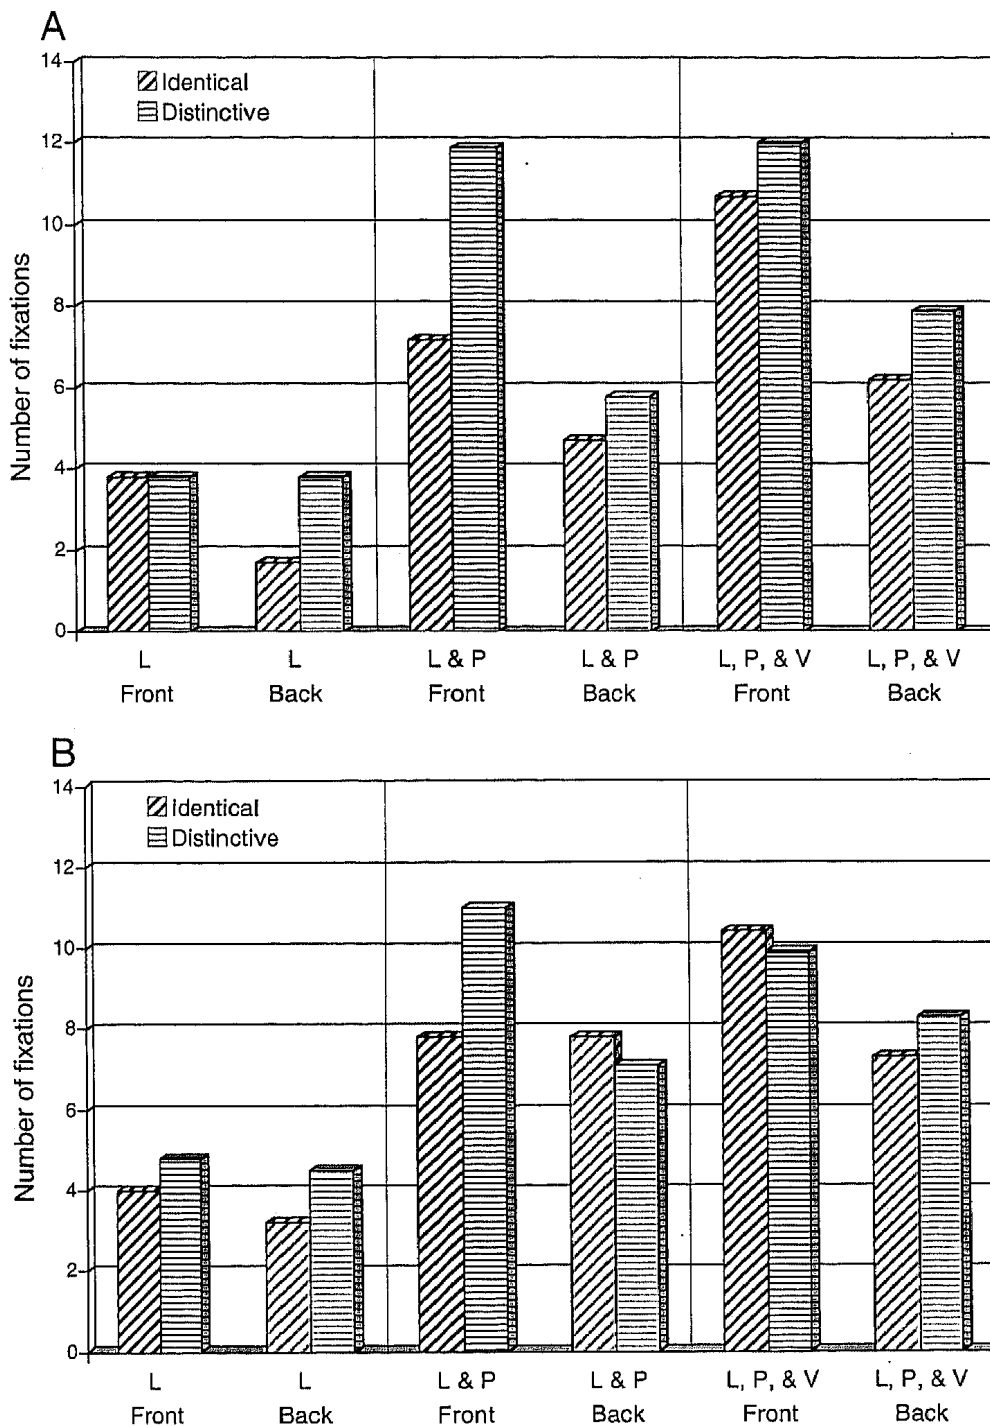 A
14
12
10
8
6
4
2
0
Number of fixations
Identical
Distinctive
L L L & P L & P L, P, & V L, P, & V
Front Back Front Back Front Back
B
14
12
10
8
6
4
2
0
Number of fixations
Identical
Distinctive
L L L & P L & P L, P, & V L, P, & V
Front Back Front Back Front Back